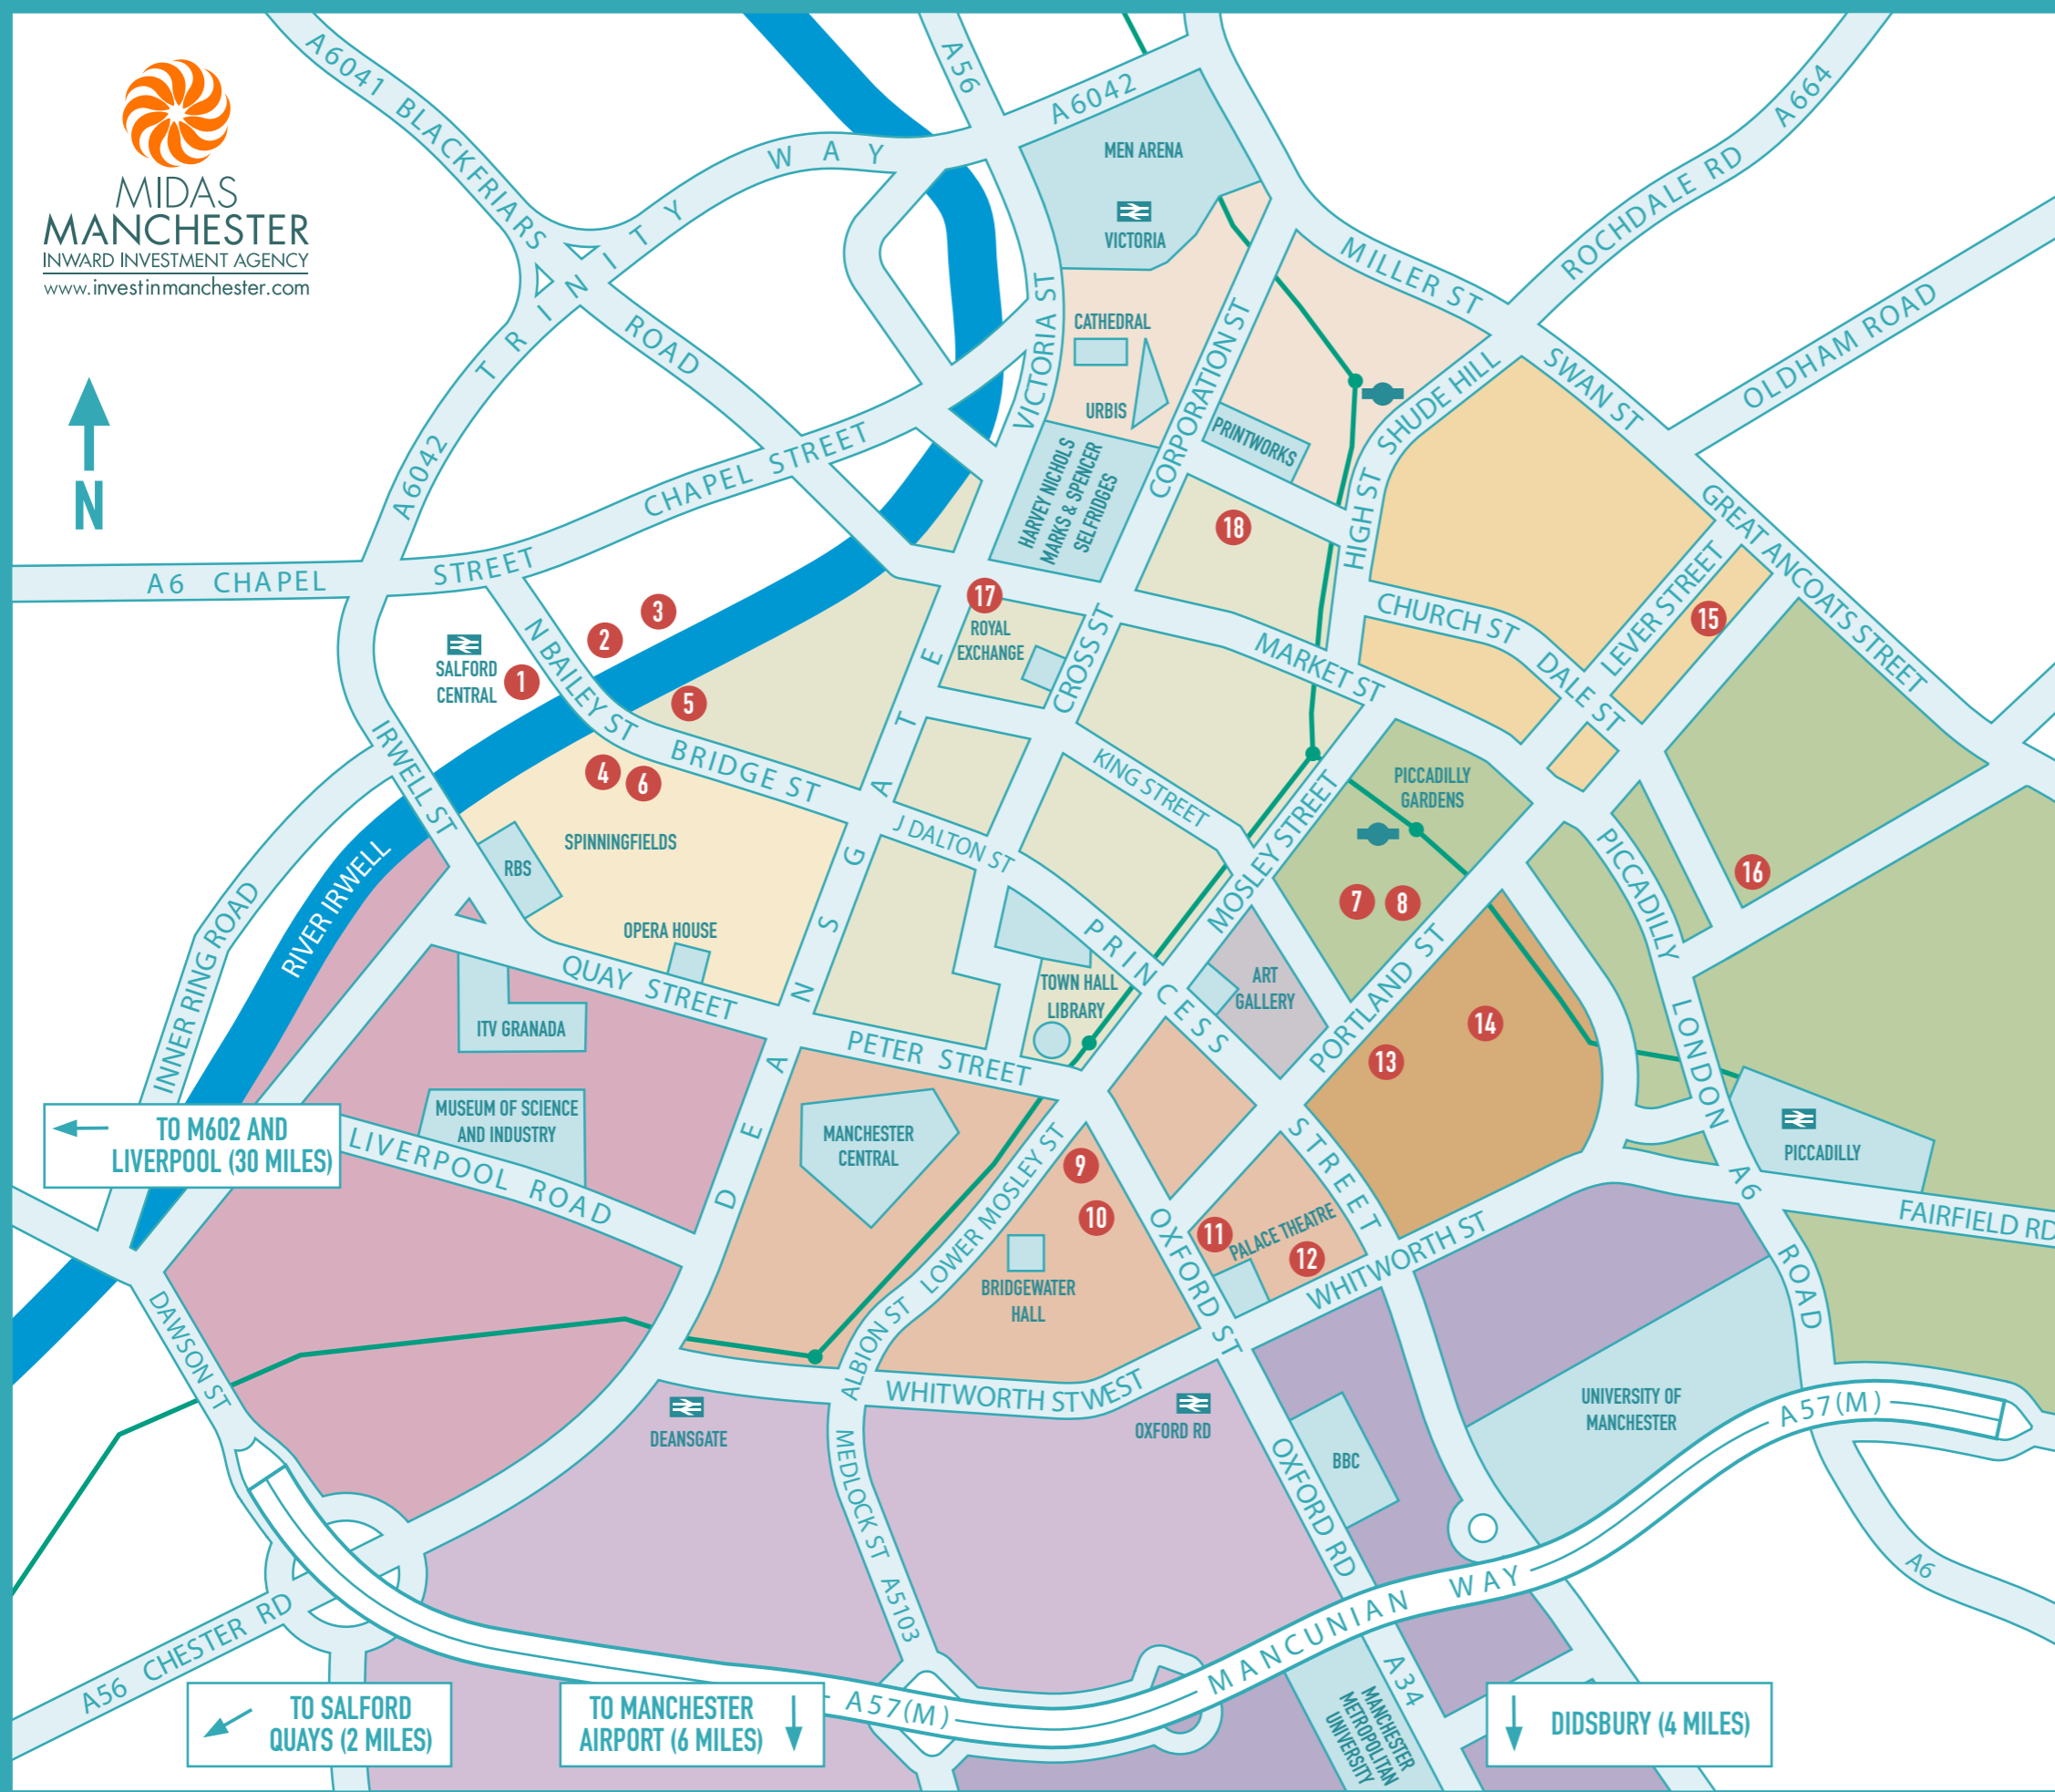 MIDAS
MANCHESTER
INWARD INVESTMENT AGENCY
www.investinmanchester.com
N
A6041 BLACKFRIARS
ROAD
TRINITY
WAY
A56
A6042
MEN ARENA
VICTORIA
A664
ROCHDALE RD
MILLER ST
OLDHAM ROAD
SWAN ST
SHUDE HILL
VICTORIA ST
CATHEDRAL
URBIS
CORPORATION ST
PRINTWORKS
HARVEY NICHOLS
MARKS & SPENCER
SELFRIDGES
A6042
CHAPEL STREET
A6 CHAPEL
STREET
HIGH ST
GREAT ANCOATS STREET
18
17
ROYAL
EXCHANGE
CROSS ST
CHURCH ST
MARKET ST
LEVER STREET
15
DALE ST
SALFORD
CENTRAL
1
2
3
N BAILEY ST
5
4
6
BRIDGE ST
IRWELL ST
INNER RING ROAD
RIVER IRWELL
RBS
SPINNINGFIELDS
OPERA HOUSE
DEANSGATE
J DALTON ST
KING STREET
MOSLEY STREET
PICCADILLY
GARDENS
7
8
PICCADILLY
16
QUAY STREET
ITV GRANADA
PRINCESS
TOWN HALL
LIBRARY
ART
GALLERY
PORTLAND ST
13
14
LONDON
PETER STREET
TO M602 AND
LIVERPOOL (30 MILES)
MUSEUM OF SCIENCE
AND INDUSTRY
LIVERPOOL ROAD
MANCHESTER
CENTRAL
9
10
LOWER MOSLEY ST
BRIDGEWATER
HALL
OXFORD ST
11
PALACE THEATRE
12
STREET
WHITWORTH ST
PICCADILLY
A6
ROAD
FAIRFIELD RD
DAWSON ST
ALBION ST
WHITWORTH ST WEST
DEANSGATE
OXFORD RD
MEDLOCK ST
A5103
OXFORD RD
BBC
UNIVERSITY OF
MANCHESTER
A57(M)
A6
MANCUNIAN WAY
A56 CHESTER RD
A57(M)
A34
MANCHESTER
METROPOLITAN
UNIVERSITY
TO SALFORD
QUAYS (2 MILES)
TO MANCHESTER
AIRPORT (6 MILES)
DIDSBURY (4 MILES)